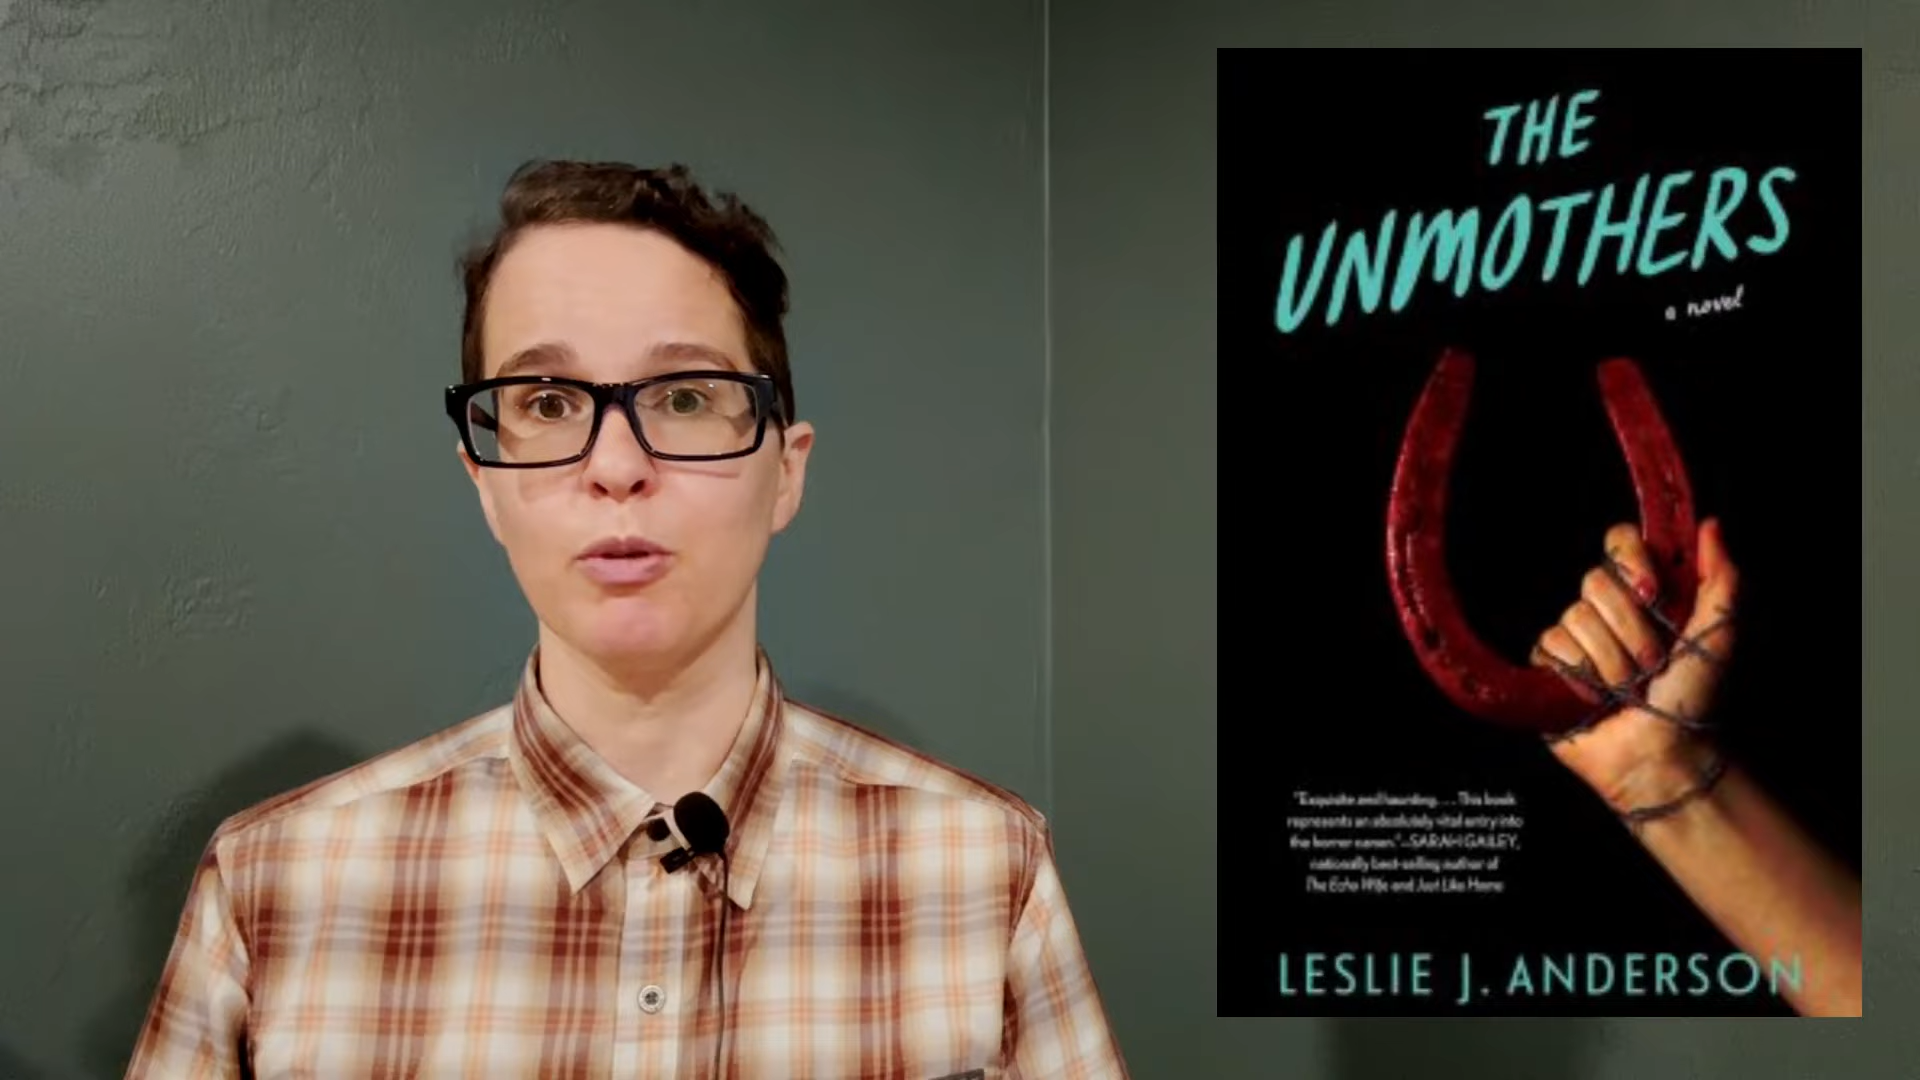 THE
UNMOTHERS
a novel
"Exquisite and haunting. . . . This book
represents an absolutely vital entry into
the horror canon."—SARAH GAILEY,
nationally best-selling author of
The Echo Wife and Just Like Home
LESLIE J. ANDERSON